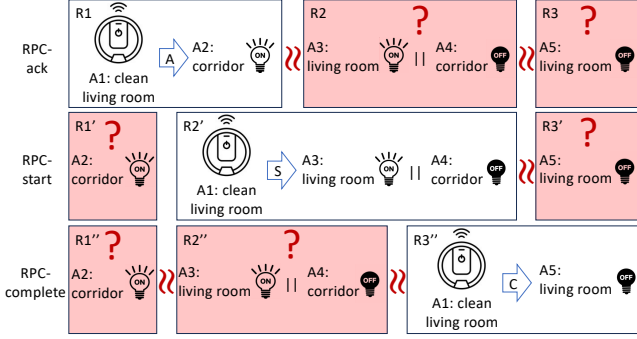 R1
R2 ?
R3 ?
RPC-
ack
A1: clean
living room
A
A2:
corridor
ON
A3:
living room
ON
||
A4:
corridor
OFF
A5:
living room
OFF
RPC-
start
R1' ?
A2:
corridor
ON
R2'
A1: clean
living room
S
A3:
living room
ON
||
A4:
corridor
OFF
R3' ?
A5:
living room
OFF
RPC-
complete
R1'' ?
A2:
corridor
ON
R2'' ?
A3:
living room
ON
||
A4:
corridor
OFF
R3''
A1: clean
living room
C
A5:
living room
OFF